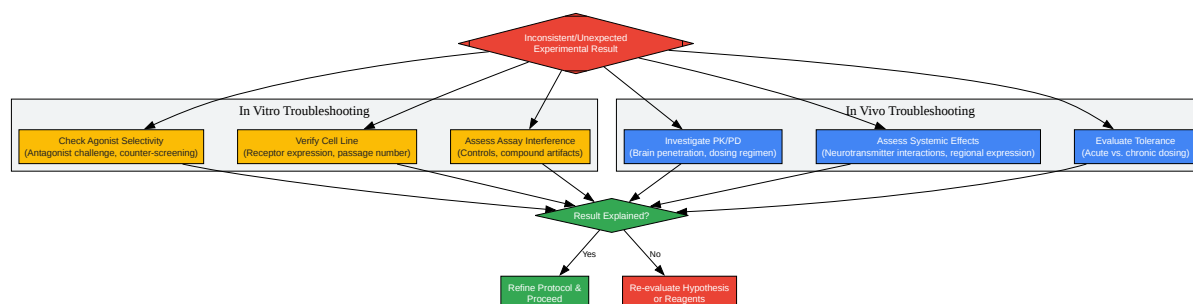 Inconsistent/Unexpected
Experimental Result
In Vitro Troubleshooting
In Vivo Troubleshooting
Check Agonist Selectivity
(Antagonist challenge, counter-screening)
Verify Cell Line
(Receptor expression, passage number)
Assess Assay Interference
(Controls, compound artifacts)
Investigate PK/PD
(Brain penetration, dosing regimen)
Assess Systemic Effects
(Neurotransmitter interactions, regional expression)
Evaluate Tolerance
(Acute vs. chronic dosing)
Result Explained?
Yes
No
Refine Protocol &
Proceed
Re-evaluate Hypothesis
or Reagents